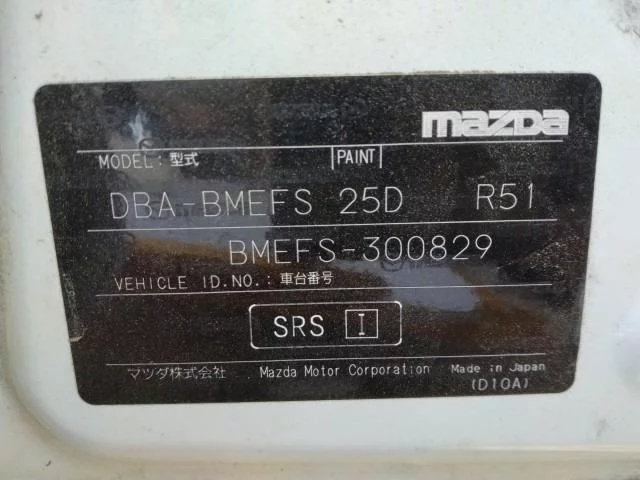 mazda
MODEL: 型式 PAINT
DBA-BMEFS 25D R51
BMEFS-300829
VEHICLE ID.NO.: 車台番号
SRS I
マツダ株式会社 Mazda Motor Corporation Made in Japan
(D10A)